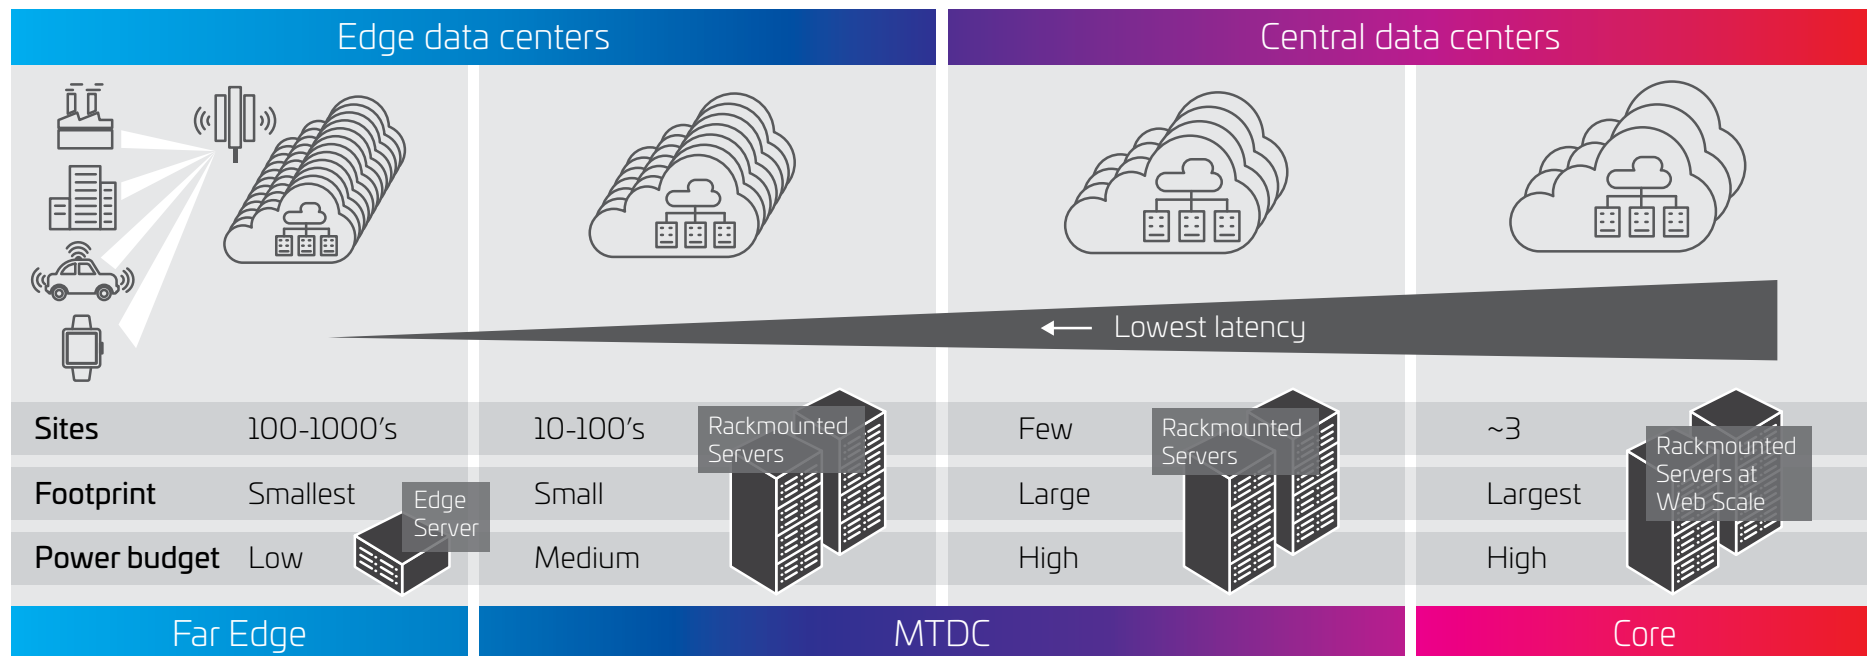 Edge data centers
Central data centers
Lowest latency
Sites
100-1000's
10-100's
Rackmounted
Servers
Few
Rackmounted
Servers
~3
Rackmounted
Servers at
Web Scale
Footprint
Smallest
Edge
Server
Small
Large
Largest
Power budget
Low
Medium
High
High
Far Edge
MTDC
Core